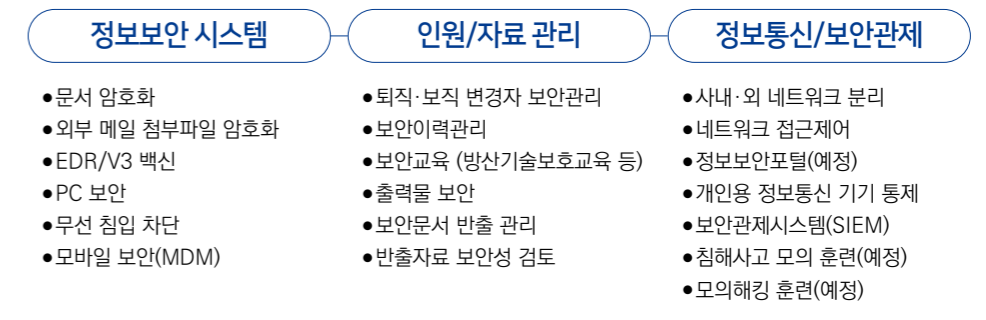 정보보안 시스템
●문서 암호화
●외부 메일 첨부파일 암호화
●EDR/V3 백신
●PC 보안
●무선 침입 차단
●모바일 보안(MDM)
인원/자료 관리
●퇴직·보직 변경자 보안관리
●보안이력관리
●보안교육 (방산기술보호교육 등)
●출력물 보안
●보안문서 반출 관리
●반출자료 보안성 검토
정보통신/보안관제
●사내·외 네트워크 분리
●네트워크 접근제어
●정보보안포털(예정)
●개인용 정보통신 기기 통제
●보안관제시스템(SIEM)
●침해사고 모의 훈련(예정)
●모의해킹 훈련(예정)